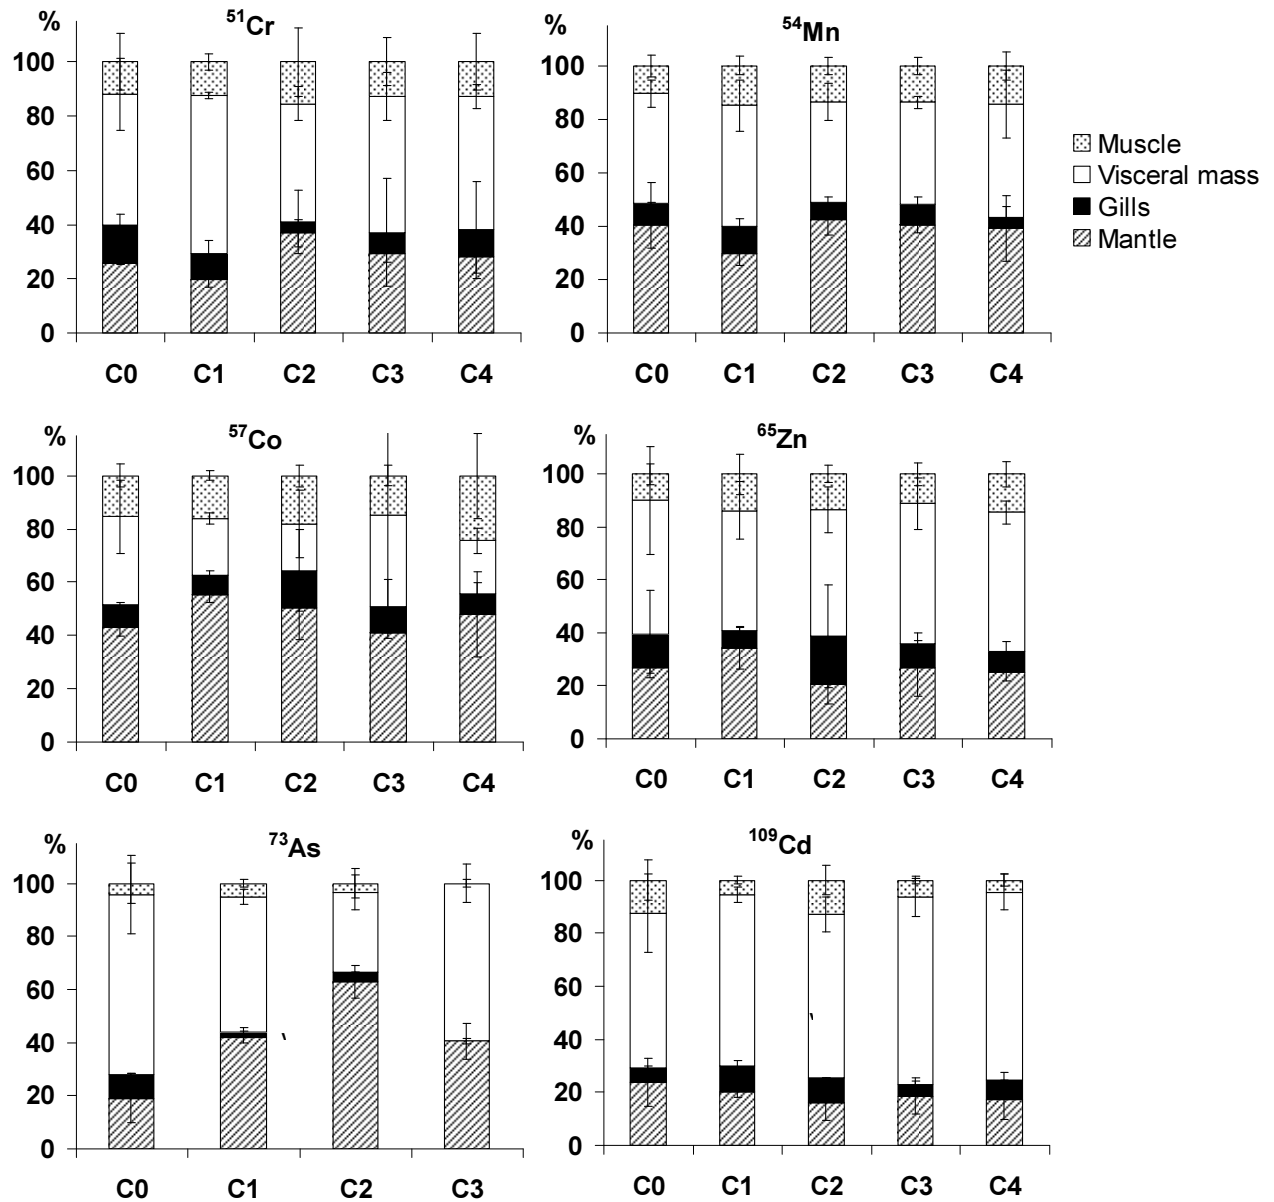 % ⁵¹Cr
100
80
60
40
20
0
C0 C1 C2 C3 C4
% ⁵⁴Mn
100
80
60
40
20
0
C0 C1 C2 C3 C4
Muscle
Visceral mass
Gills
Mantle
% ⁵⁷Co
100
80
60
40
20
0
C0 C1 C2 C3 C4
% ⁶⁵Zn
100
80
60
40
20
0
C0 C1 C2 C3 C4
% ⁷³As
100
80
60
40
20
0
C0 C1 C2 C3
% ¹⁰⁹Cd
100
80
60
40
20
0
C0 C1 C2 C3 C4